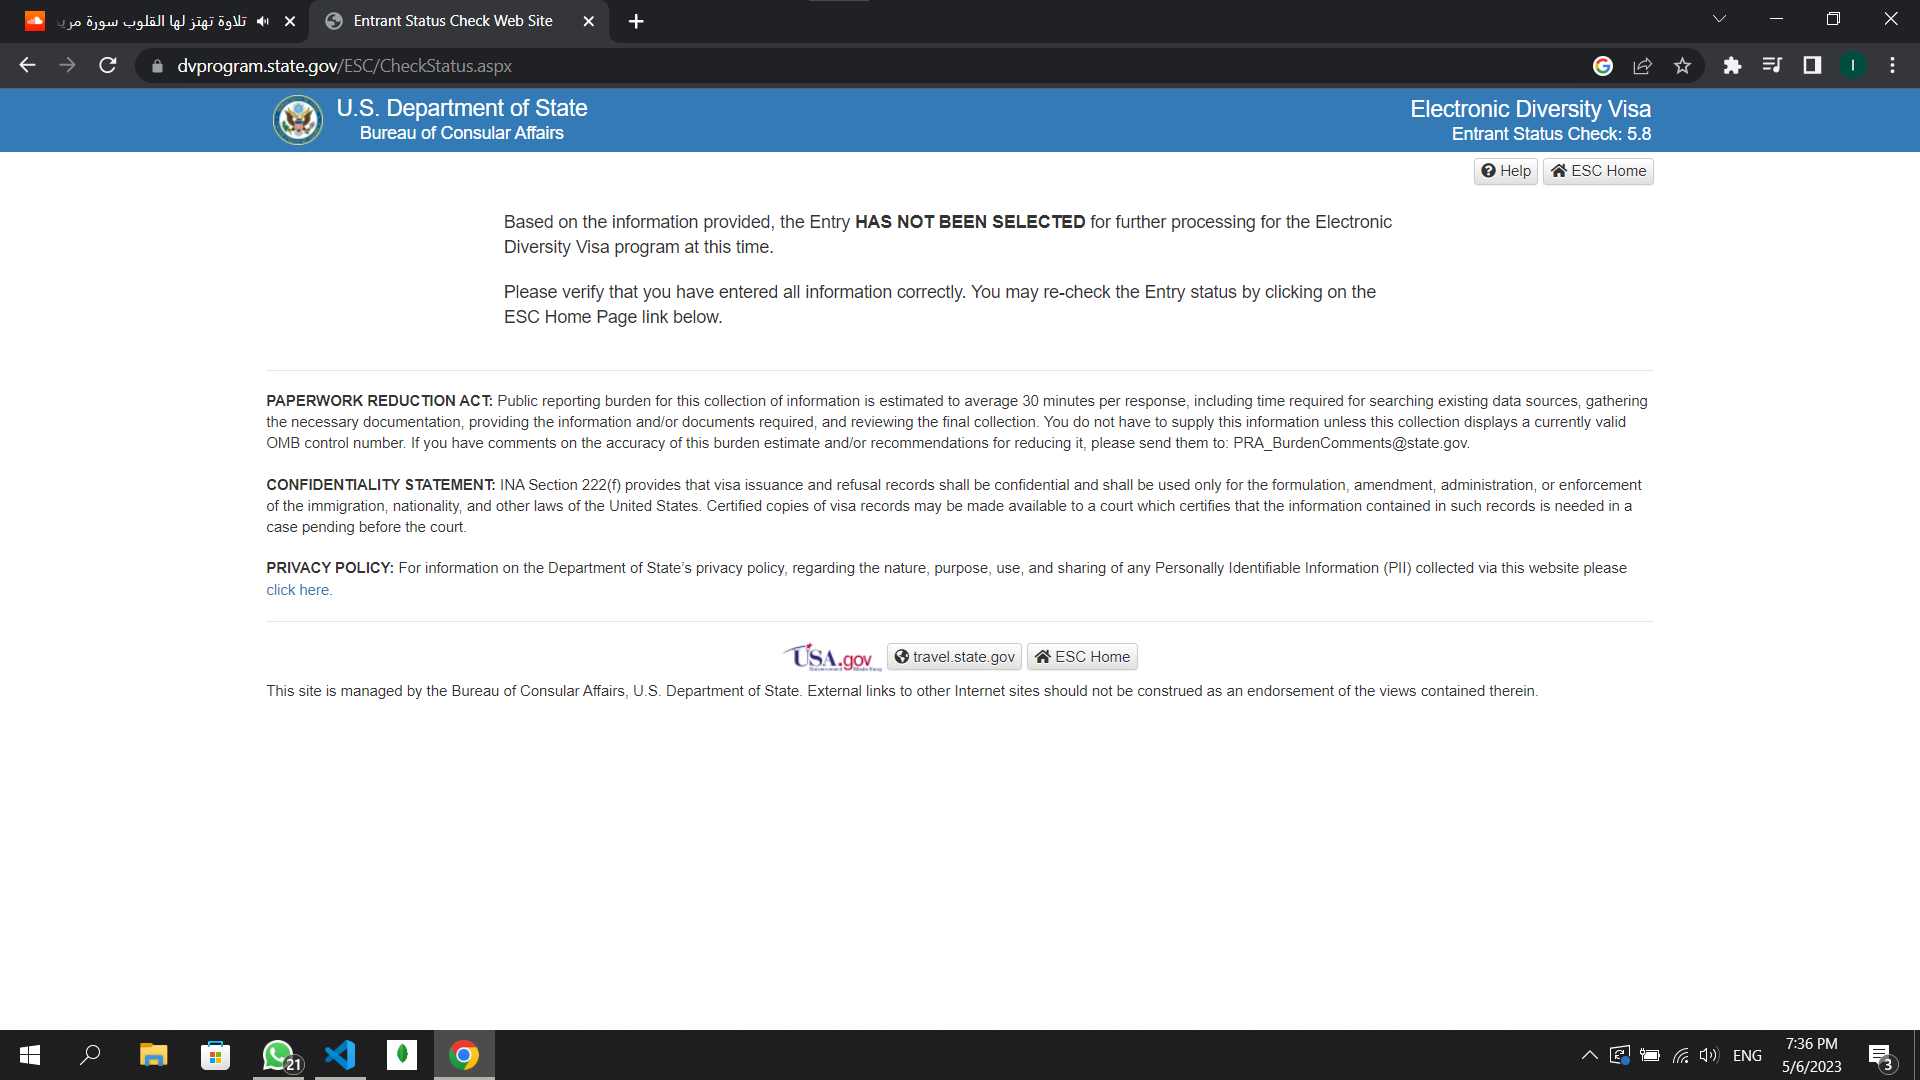 تلاوة تهتز لها القلوب سورة مريد
Entrant Status Check Web Site
dvprogram.state.gov/ESC/CheckStatus.aspx
I
U.S. Department of State
Bureau of Consular Affairs
Electronic Diversity Visa
Entrant Status Check: 5.8
Help
ESC Home
Based on the information provided, the Entry HAS NOT BEEN SELECTED for further processing for the Electronic
Diversity Visa program at this time.
Please verify that you have entered all information correctly. You may re-check the Entry status by clicking on the
ESC Home Page link below.
PAPERWORK REDUCTION ACT: Public reporting burden for this collection of information is estimated to average 30 minutes per response, including time required for searching existing data sources, gathering
the necessary documentation, providing the information and/or documents required, and reviewing the final collection. You do not have to supply this information unless this collection displays a currently valid
OMB control number. If you have comments on the accuracy of this burden estimate and/or recommendations for reducing it, please send them to: PRA_BurdenComments@state.gov.
CONFIDENTIALITY STATEMENT: INA Section 222(f) provides that visa issuance and refusal records shall be confidential and shall be used only for the formulation, amendment, administration, or enforcement
of the immigration, nationality, and other laws of the United States. Certified copies of visa records may be made available to a court which certifies that the information contained in such records is needed in a
case pending before the court.
PRIVACY POLICY: For information on the Department of State's privacy policy, regarding the nature, purpose, use, and sharing of any Personally Identifiable Information (PII) collected via this website please
click here.
USA.gov
travel.state.gov
ESC Home
This site is managed by the Bureau of Consular Affairs, U.S. Department of State. External links to other Internet sites should not be construed as an endorsement of the views contained therein.
21
ENG
7:36 PM
5/6/2023
3